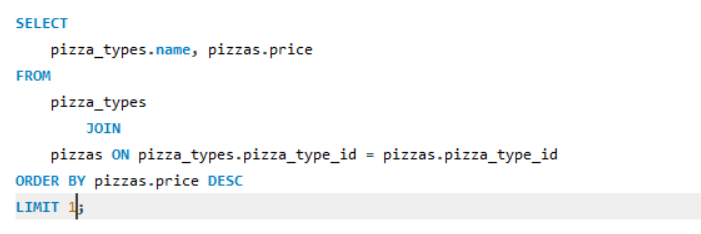 SELECT
    pizza_types.name, pizzas.price
FROM
    pizza_types
        JOIN
    pizzas ON pizza_types.pizza_type_id = pizzas.pizza_type_id
ORDER BY pizzas.price DESC
LIMIT 1;